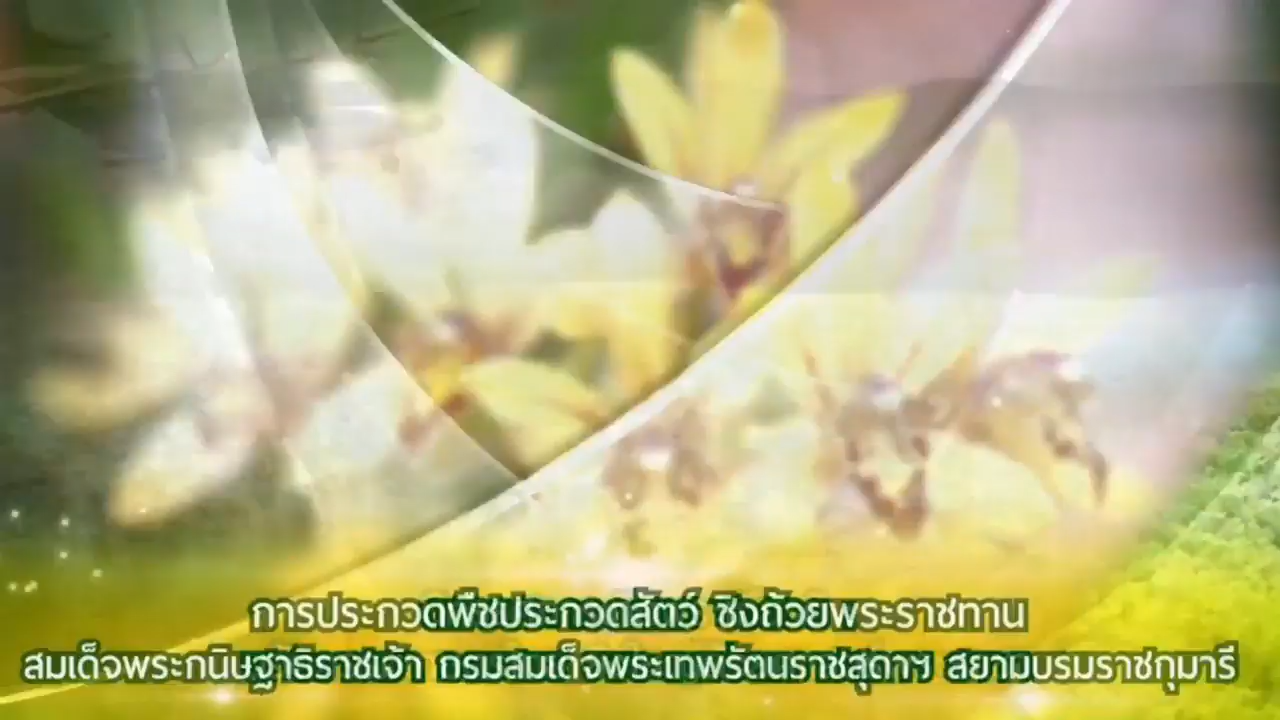 การประกวดพืชประกวดสัตว์ ชิงถ้วยพระราชทาน
สมเด็จพระกนิษฐาธิราชเจ้า กรมสมเด็จพระเทพรัตนราชสุดาฯ สยามบรมราชกุมารี